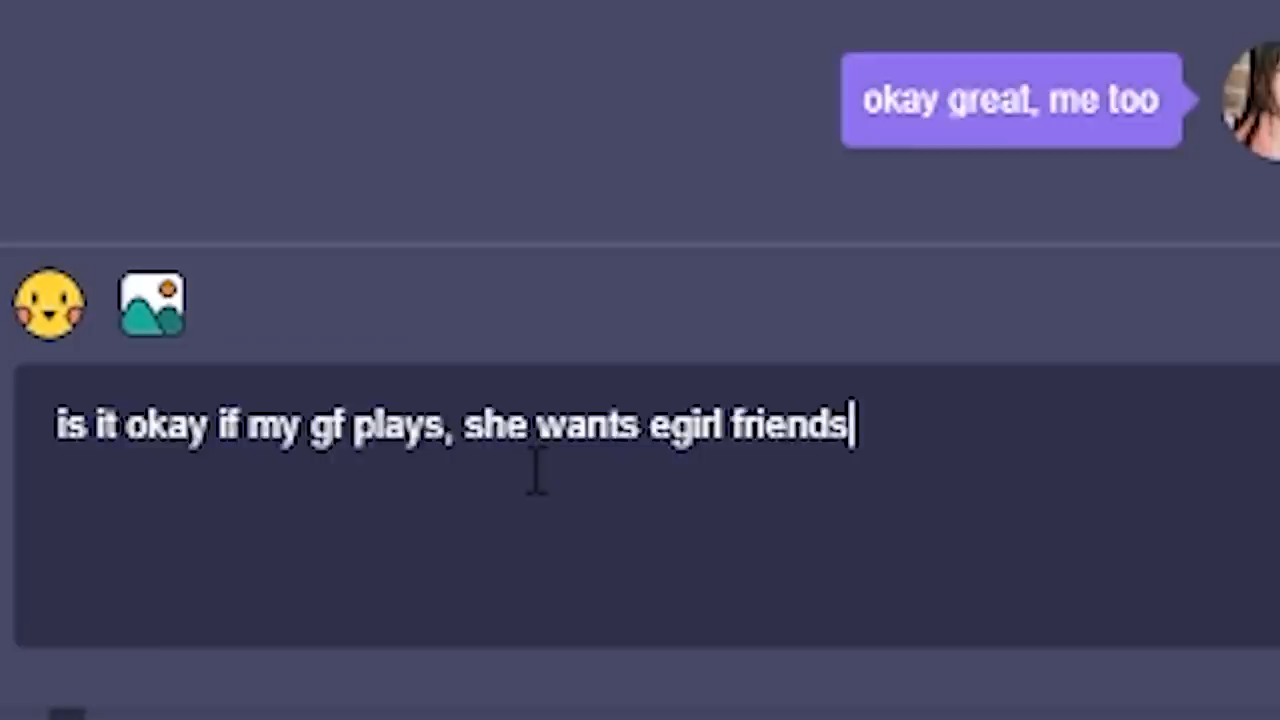 okay great, me too
is it okay if my gf plays, she wants egirl friends